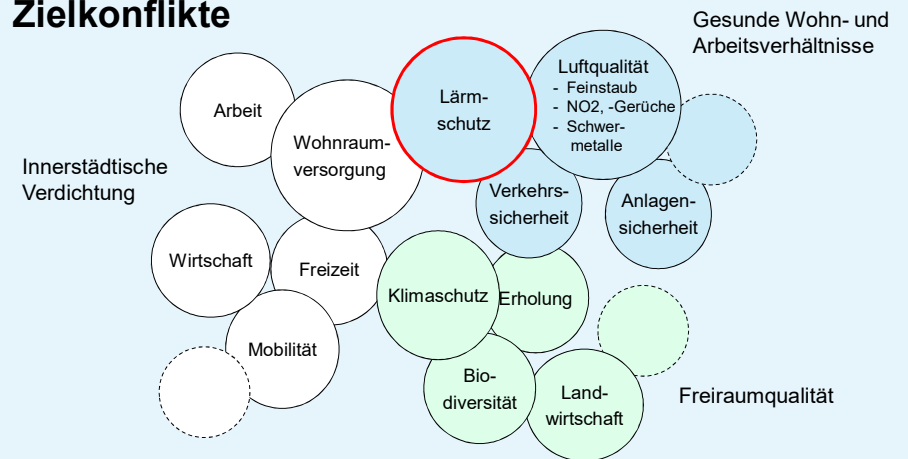 Zielkonflikte
Gesunde Wohn- und
Arbeitsverhältnisse
Innerstädtische
Verdichtung
Arbeit
Wohnraum-
versorgung
Lärm-
schutz
Luftqualität
- Feinstaub
- NO2, -Gerüche
- Schwer-
metalle
Verkehrs-
sicherheit
Anlagen-
sicherheit
Wirtschaft
Freizeit
Mobilität
Klimaschutz
Erholung
Bio-
diversität
Land-
wirtschaft
Freiraumqualität